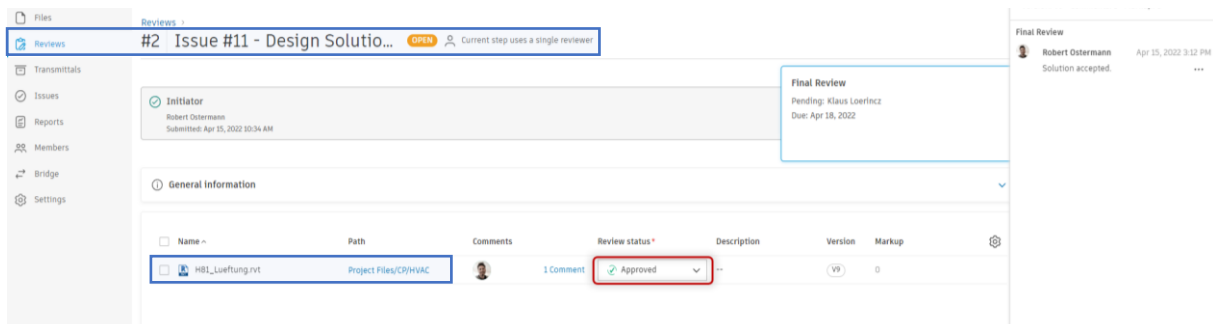 Files
Reviews
Transmittals
Issues
Reports
Members
Bridge
Settings
Reviews ›
#2 Issue #11 - Design Solutio... OPEN Current step uses a single reviewer
Initiator
Robert Ostermann
Submitted: Apr 15, 2022 10:34 AM
Final Review
Pending: Klaus Loerincz
Due: Apr 18, 2022
General information
Name Path Comments Review status* Description Version Markup
H81_Lueftung.rvt Project Files/CP/HVAC 1 Comment Approved -- V9 0
Final Review
Robert Ostermann Apr 15, 2022 3:12 PM
Solution accepted. ...